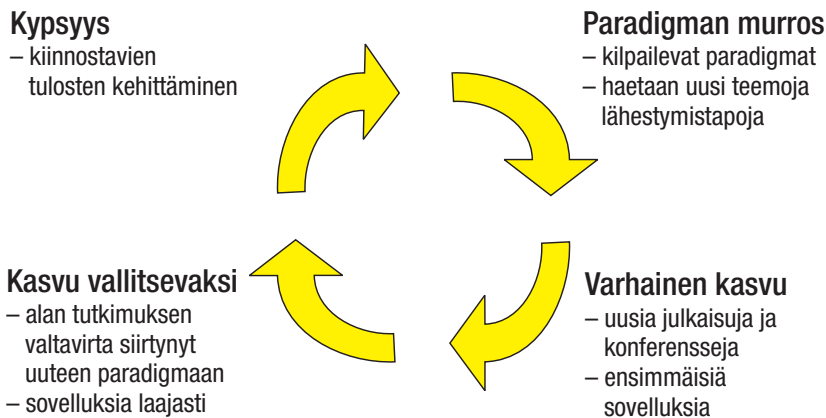 Kypsyys
– kiinnostavien
tulosten kehittäminen
Paradigman murros
– kilpailevat paradigmat
– haetaan uusi teemoja
lähestymistapoja
Kasvu vallitsevaksi
– alan tutkimuksen
valtavirta siirtynyt
uuteen paradigmaan
– sovelluksia laajasti
Varhainen kasvu
– uusia julkaisuja ja
konferensseja
– ensimmäisiä
sovelluksia